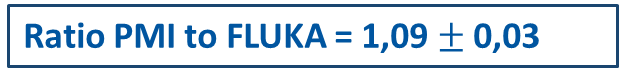 Ratio PMI to FLUKA = 1,09 ± 0,03